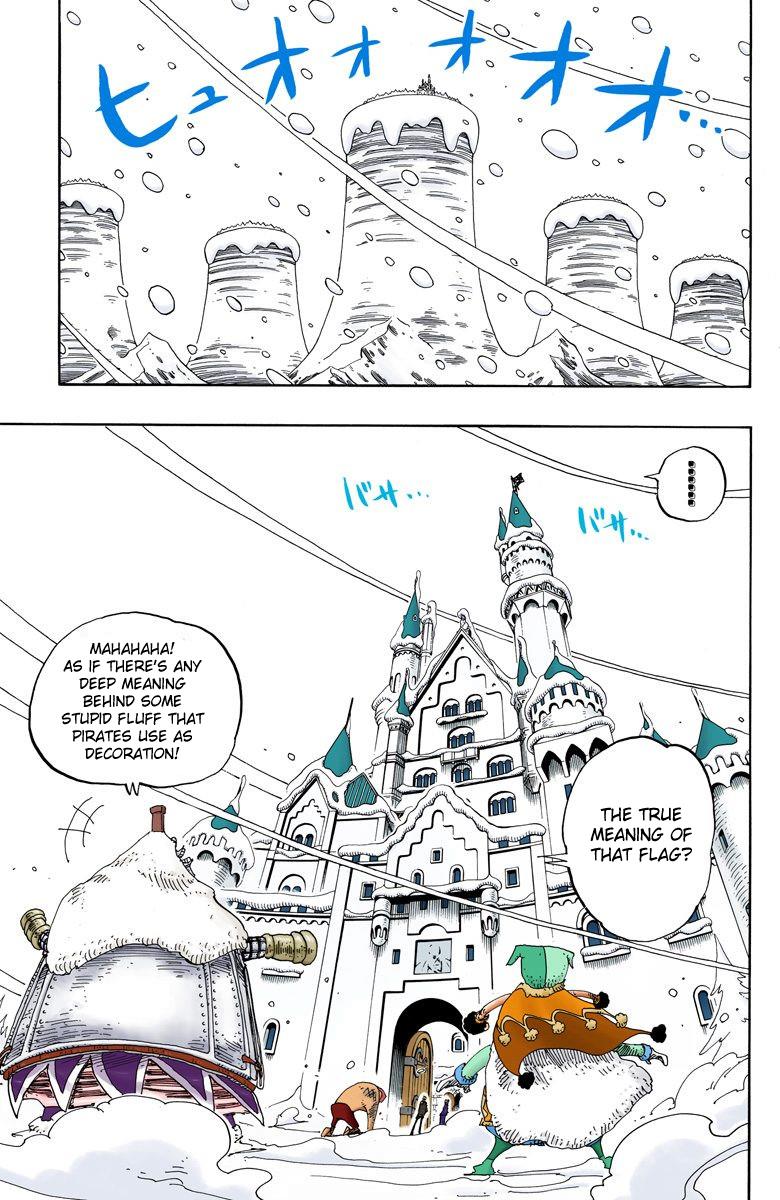 ヒュオオオオオ...
......
バサ...
バサ...
THE TRUE
MEANING OF
THAT FLAG?
MAHAHAHA!
AS IF THERE'S ANY
DEEP MEANING
BEHIND SOME
STUPID FLUFF THAT
PIRATES USE AS
DECORATION!